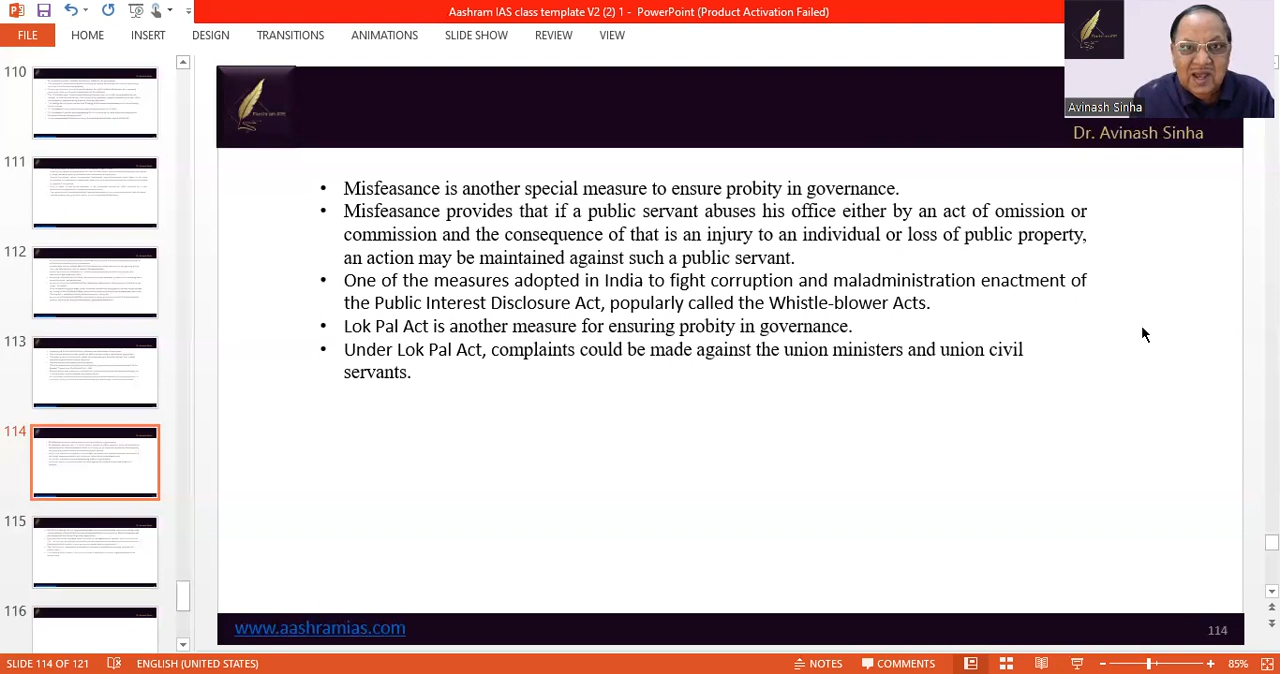 Aashram IAS class template V2 (2) 1 - PowerPoint (Product Activation Failed)
FILE HOME INSERT DESIGN TRANSITIONS ANIMATIONS SLIDE SHOW REVIEW VIEW
Avinash Sinha
Dr. Avinash Sinha
110
111
112
113
114
115
116
• Misfeasance is another special measure to ensure probity in governance.
• Misfeasance provides that if a public servant abuses his office either by an act of omission or
commission and the consequence of that is an injury to an individual or loss of public property,
an action may be maintained against such a public servant.
• One of the measures adopted in India to fight corruption and maladministration enactment of
the Public Interest Disclosure Act, popularly called the Whistle-blower Acts.
• Lok Pal Act is another measure for ensuring probity in governance.
• Under Lok Pal Act, complaints could be made against the union ministers and union civil
servants.
www.aashramias.com
114
SLIDE 114 OF 121 ENGLISH (UNITED STATES) NOTES COMMENTS 85%